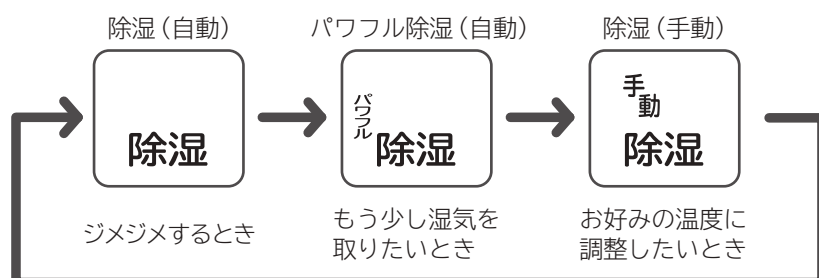 除湿（自動）
除湿
ジメジメするとき
パワフル除湿（自動）
パワフル
除湿
もう少し湿気を
取りたいとき
除湿（手動）
手動
除湿
お好みの温度に
調整したいとき